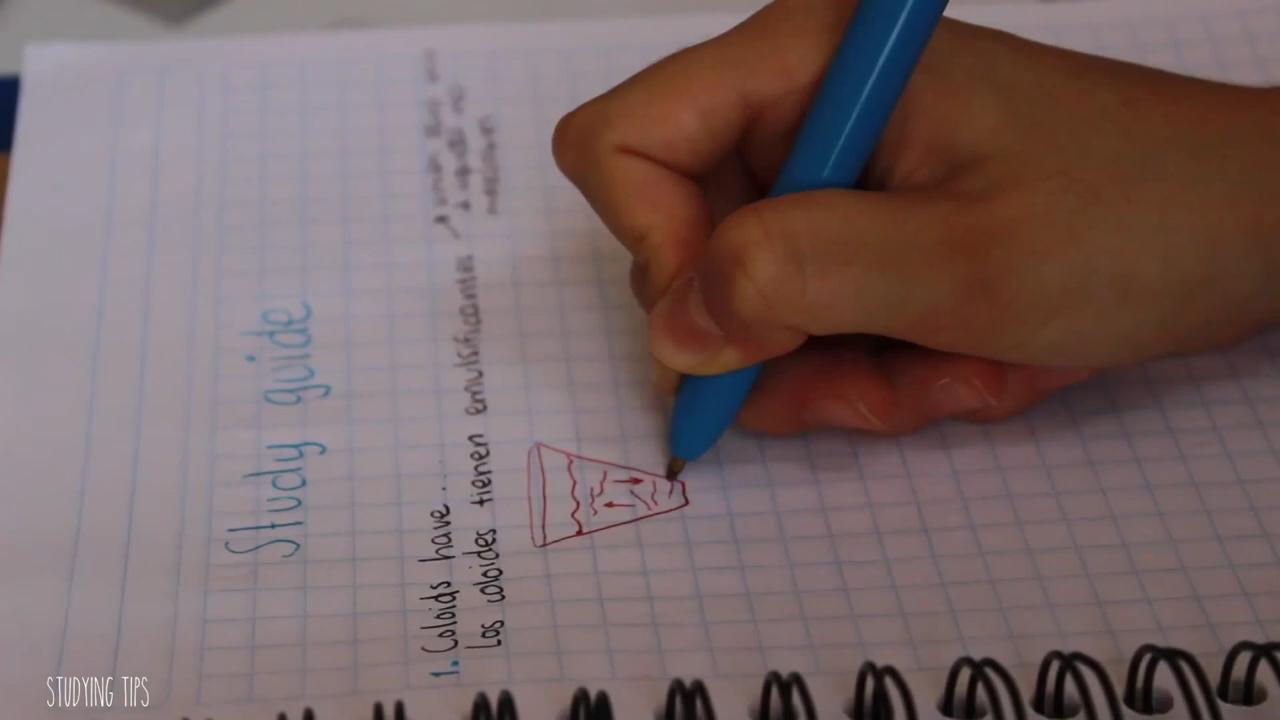 Study guide
1. Coloids have...
Los coloides tienen emulsificantes
STUDYING TIPS